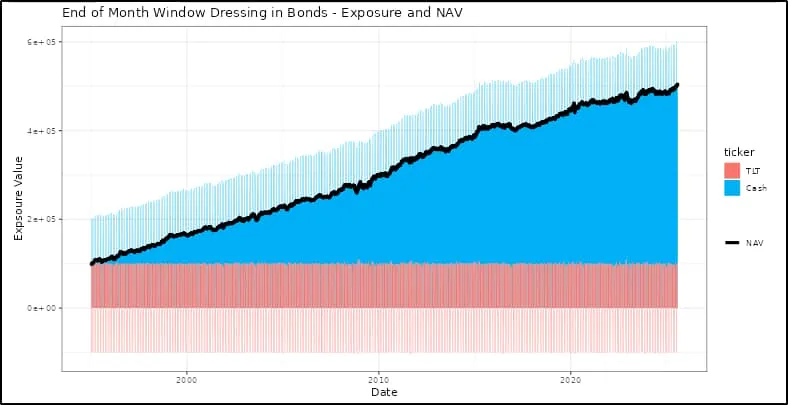 End of Month Window Dressing in Bonds - Exposure and NAV
6e+05
4e+05
2e+05
0e+00
Expsoure Value
2000
2010
2020
Date
ticker
TLT
Cash
NAV